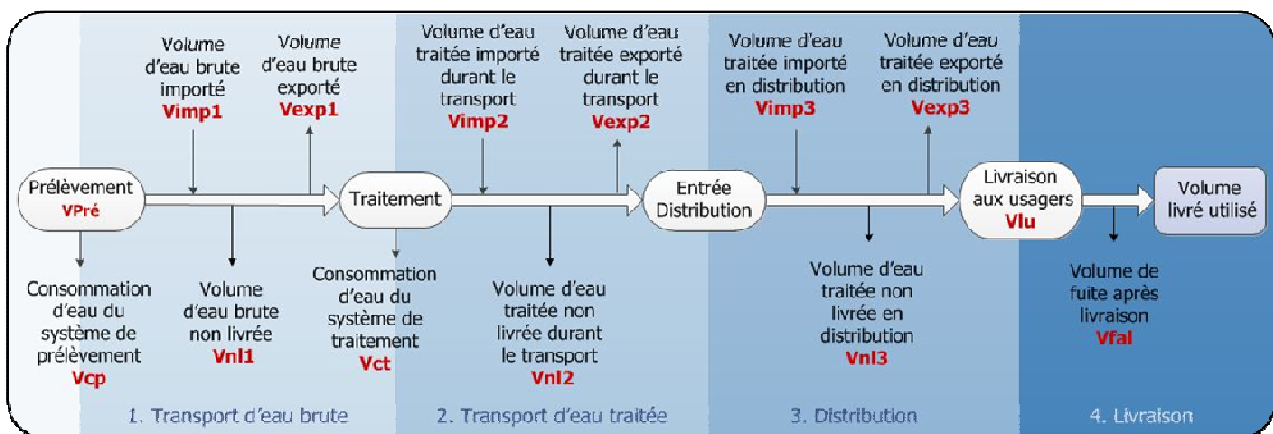 Volume
d'eau brute
importé
Vimp1
Volume
d'eau brute
exporté
Vexp1
Volume d'eau
traitée importé
durant le
transport
Vimp2
Volume d'eau
traitée exporté
durant le
transport
Vexp2
Volume d'eau
traitée importé
en distribution
Vimp3
Volume d'eau
traitée exporté
en distribution
Vexp3
Prélèvement
VPré
Traitement
Entrée
Distribution
Livraison
aux usagers
Vlu
Volume
livré utilisé
Consommation
d'eau du
système de
prélèvement
Vcp
Volume
d'eau brute
non livrée
Vnl1
Consommation
d'eau du
système de
traitement
Vct
Volume d'eau
traitée non
livrée durant
le transport
Vnl2
Volume d'eau
traitée non
livrée en
distribution
Vnl3
Volume de
fuite après
livraison
Vfal
1. Transport d'eau brute
2. Transport d'eau traitée
3. Distribution
4. Livraison